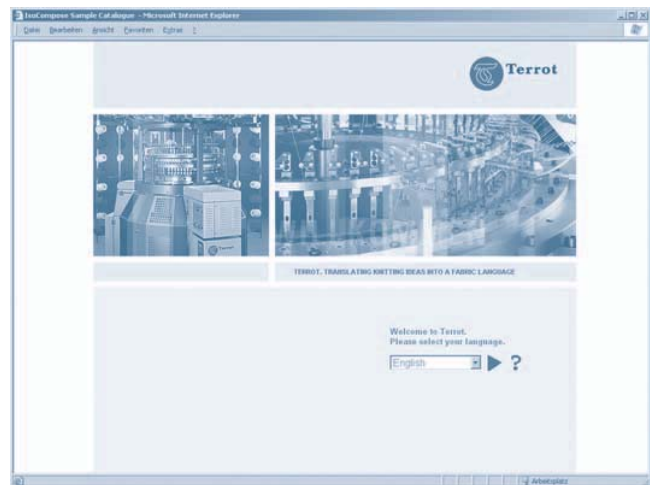 IsoCompose Sample Catalogue - Microsoft Internet Explorer
Datei Bearbeiten Ansicht Favoriten Extras ?
Terrot
Terrot
TERROT. TRANSLATING KNITTING IDEAS INTO A FABRIC LANGUAGE
Welcome to Terrot.
Please select your language.
English
?
Arbeitsplatz